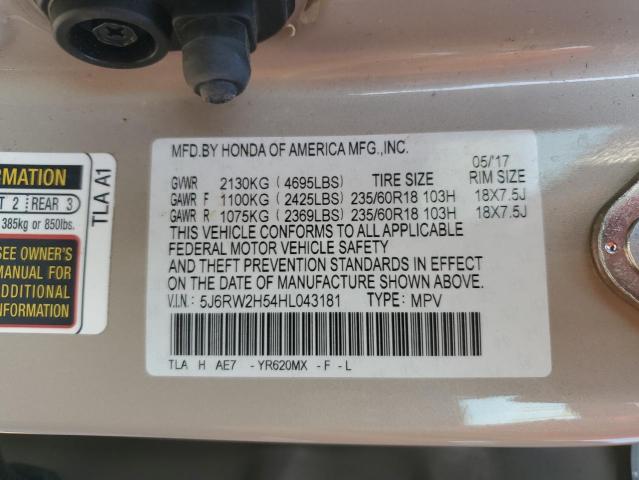 MFD.BY HONDA OF AMERICA MFG.,INC.
05/'17
GVWR 2130KG (4695LBS) TIRE SIZE RIM SIZE
GAWR F 1100KG (2425LBS) 235/60R18 103H 18X7.5J
GAWR R 1075KG (2369LBS) 235/60R18 103H 18X7.5J
THIS VEHICLE CONFORMS TO ALL APPLICABLE
FEDERAL MOTOR VEHICLE SAFETY
AND THEFT PREVENTION STANDARDS IN EFFECT
ON THE DATE OF MANUFACTURE SHOWN ABOVE.
V.I.N.: 5J6RW2H54HL043181 TYPE: MPV
TLA H AE7 - YR620MX - F - L
2 REAR 3
385kg or 850lbs.
SEE OWNER'S
MANUAL FOR
ADDITIONAL
TLA A1